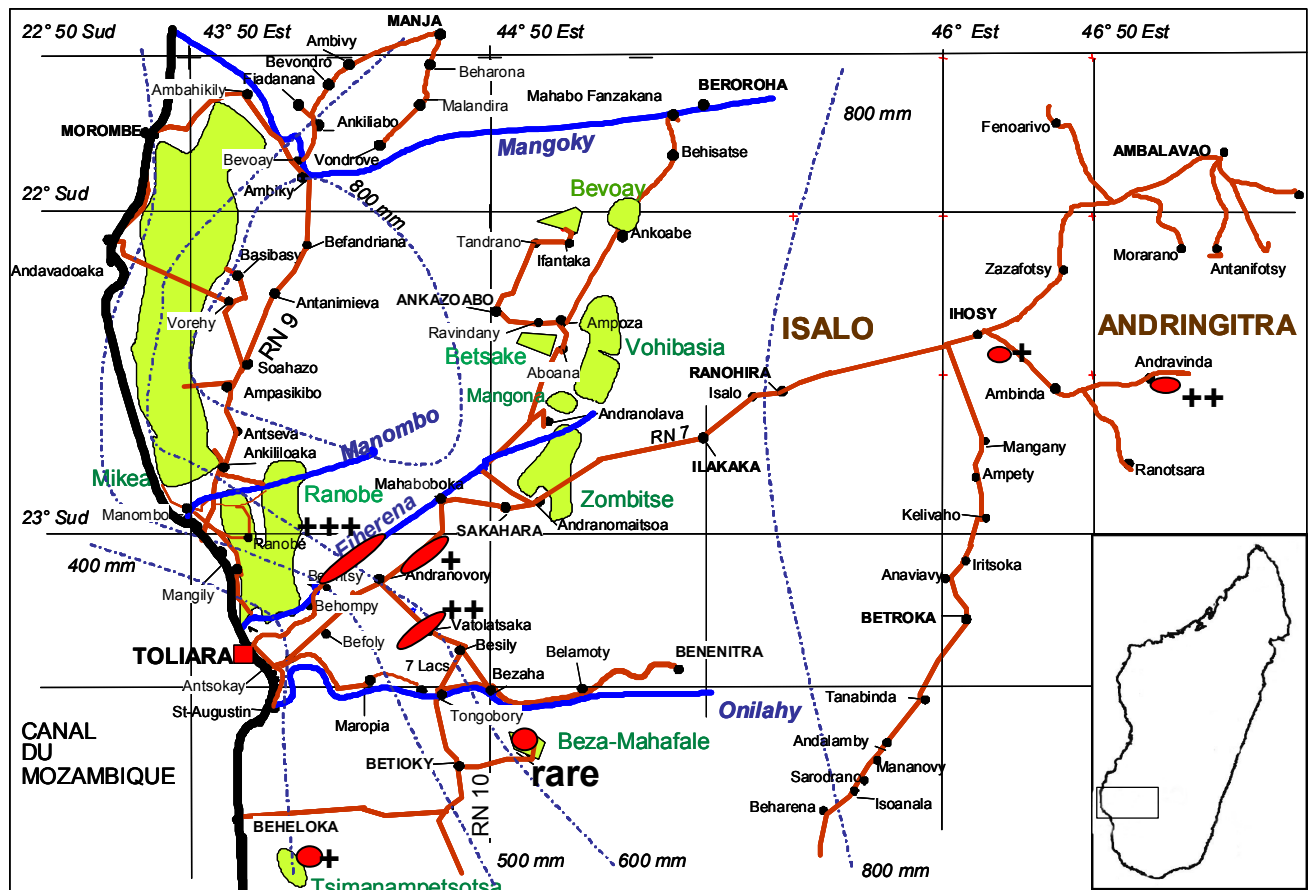 22° 50 Sud
43° 50 Est
MANJA
44° 50 Est
46° Est
46° 50 Est
Ambivy
Bevondro
Fiadanana
Beharona
Ambahikily
Malandira
Mahabo Fanzakana
BEROROHA
800 mm
Fenoarivo
MOROMBE
Ankiliabo
Mangoky
AMBALAVAO
Bevoay
Vondrove
Behisatse
Ambiky
800 mm
Bevoay
22° Sud
Ankoabe
Befandriana
Tandrano
Ifantaka
Basibasy
Morarano
Antanifotsy
Andavadoaka
Zazafotsy
Antanimieva
ANKAZOABO
Vorehy
RN 9
Ravindany
Ampoza
IHOSY
ISALO
ANDRINGITRA
Betsake
Vohibasia
+
Soahazo
Aboana
RANOHIRA
Andravinda
Ampasikibo
Mangona
Isalo
Ambinda
++
Andranolava
Manombo
Antseva
RN 7
Mangany
Ankililoaka
ILAKAKA
Ranotsara
Mikea
Ranobe
Mahaboboka
Zombitse
Ampety
Manombo
+++
Fiherena
SAKAHARA
Andranomaitsoa
Kelivaho
23° Sud
Ranobé
400 mm
+
Iritsoka
Mangily
Andranovory
Anaviavy
Behompy
++
BETROKA
Vatolatsaka
Befoly
Besily
TOLIARA
7 Lacs
Belamoty
BENENITRA
Antsokay
Bezaha
St-Augustin
Maropia
Tongobory
Onilahy
Tanabinda
CANAL
DU
MOZAMBIQUE
Beza-Mahafale
Andalamby
BETIOKY
rare
Mananovy
Sarodrano
Beharena
Isoanala
RN 10
BEHELOKA
+
500 mm
600 mm
800 mm
Tsimanampetsotsa